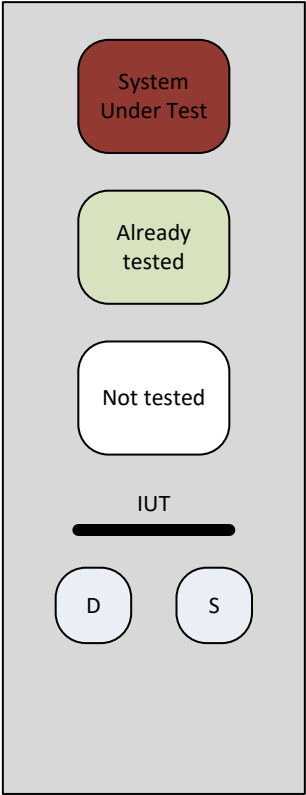 System
Under Test
Already
tested
Not tested
IUT
D
S